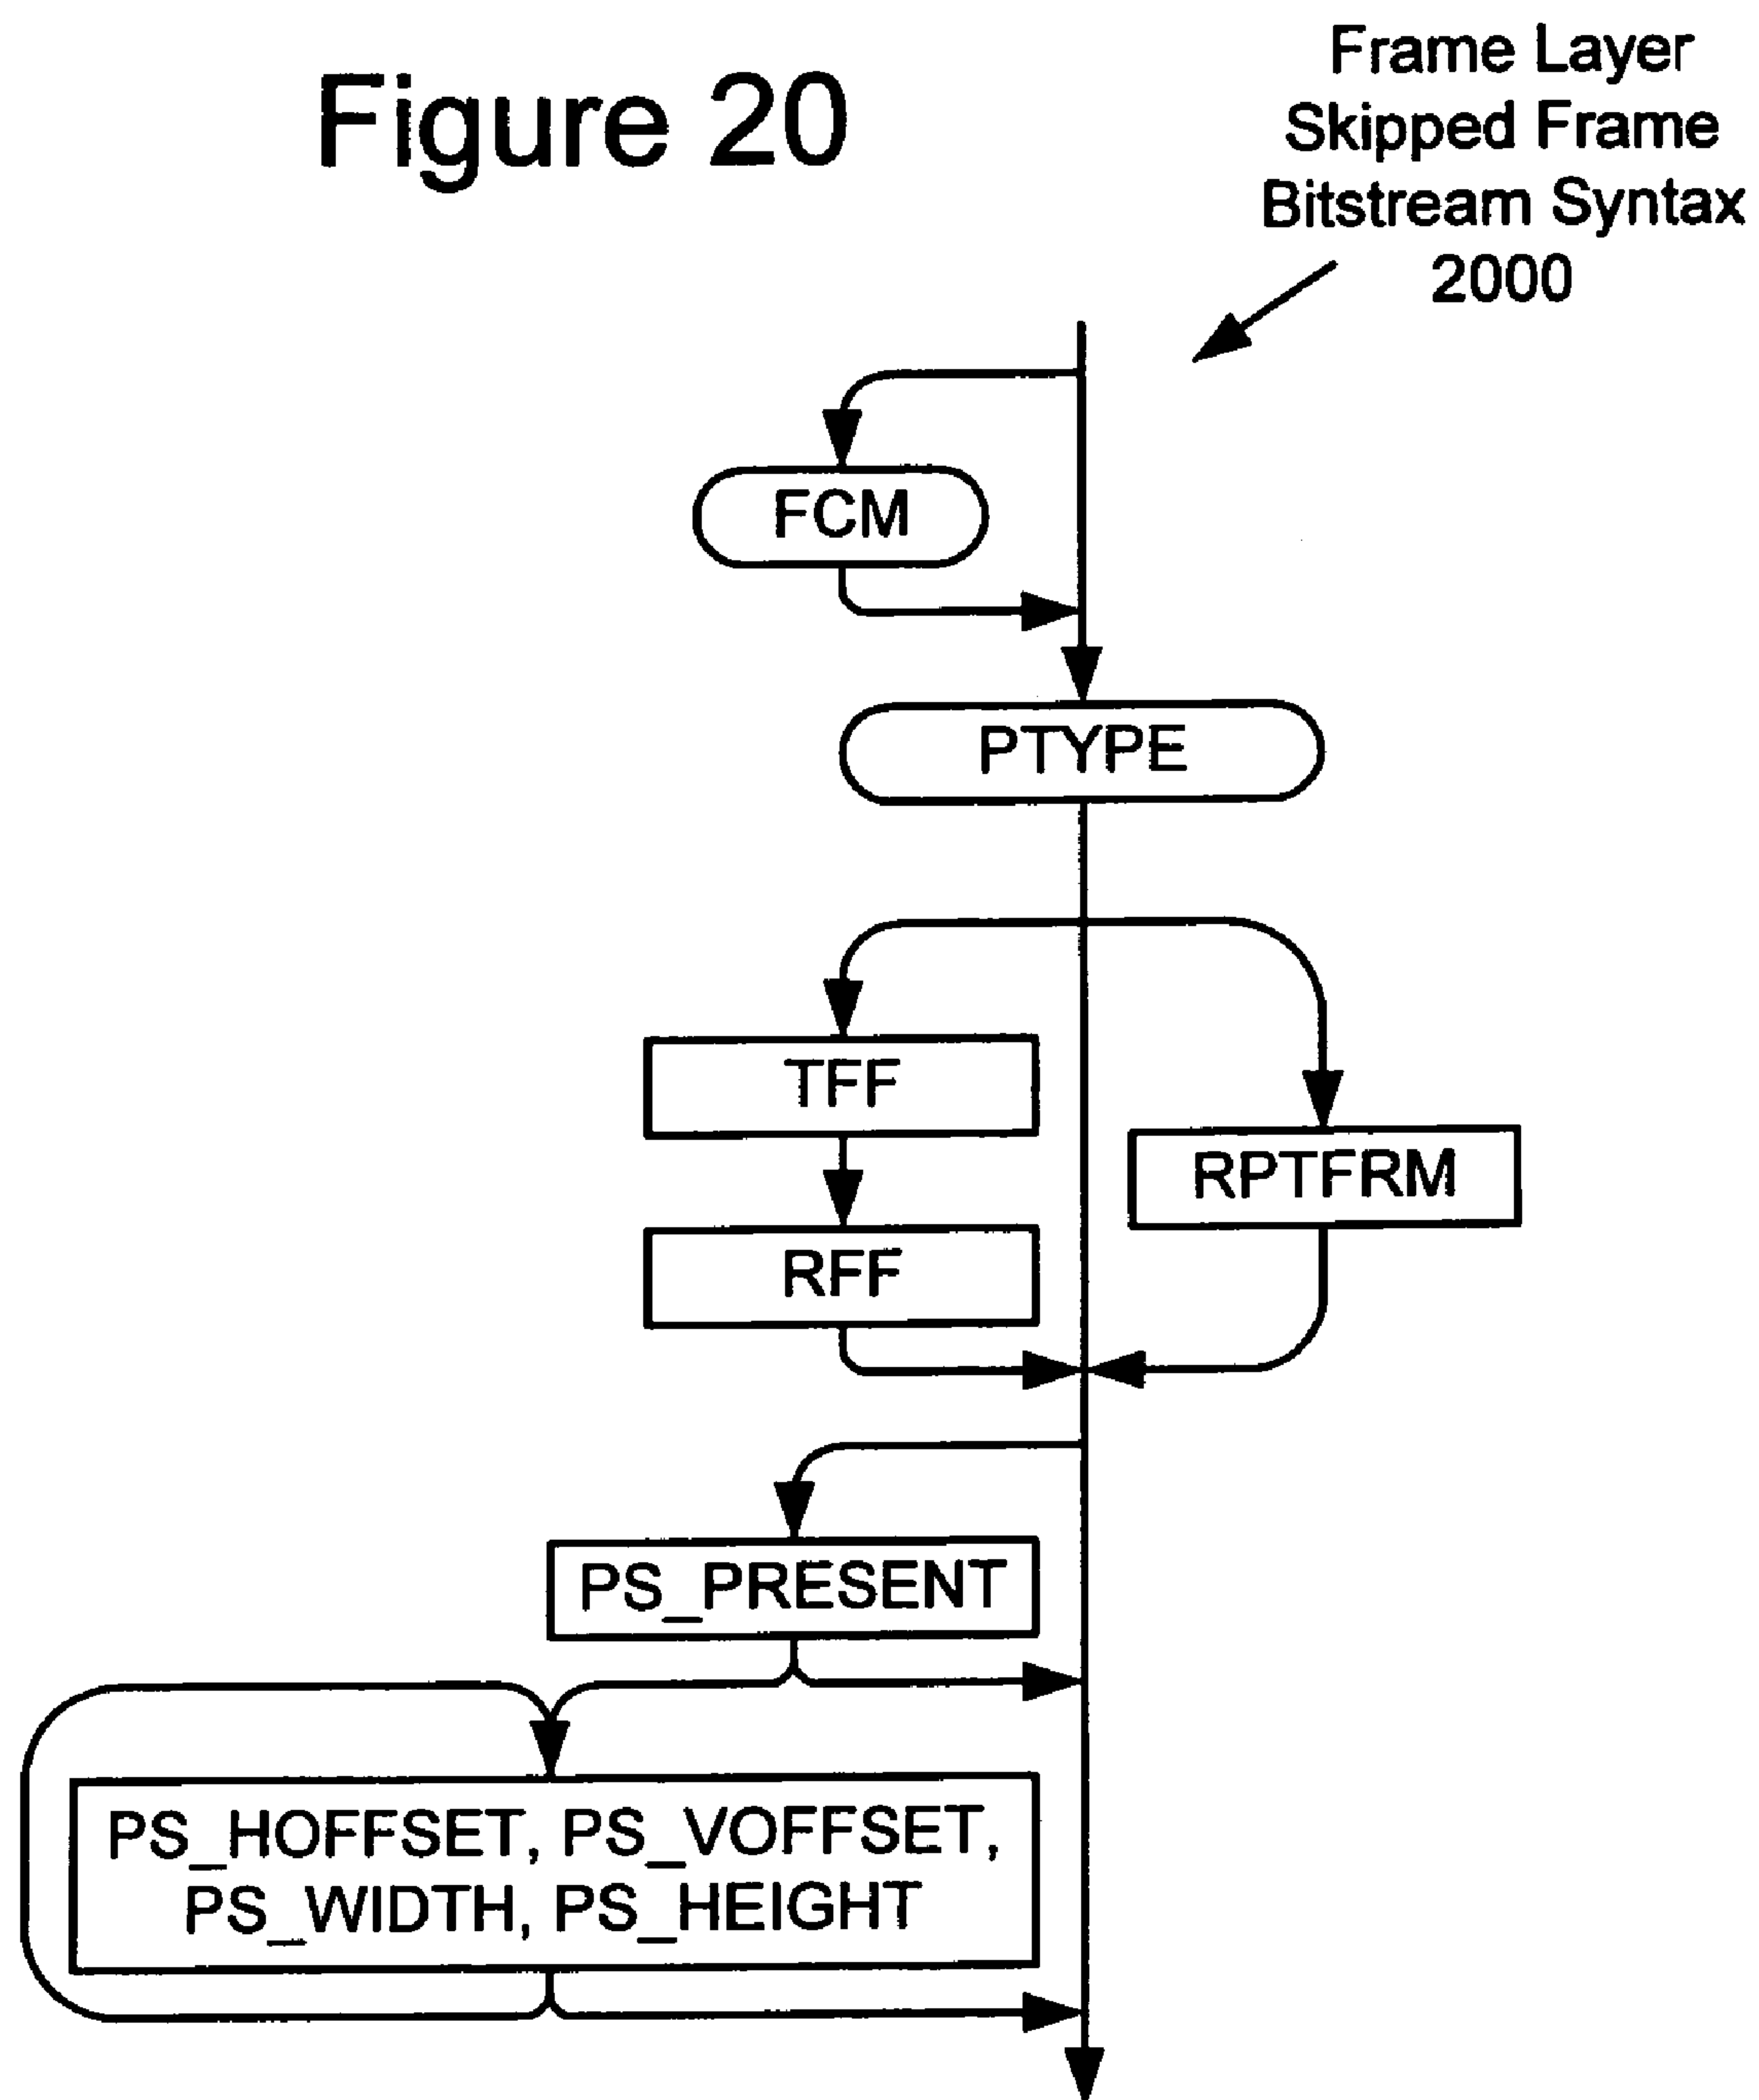 Figure 20
Frame Layer
Skipped Frame
Bitstream Syntax
2000
FCM
PTYPE
TFF
RPTFRM
RFF
PS_PRESENT
PS_HOFFSET, PS_VOFFSET,
PS_WIDTH, PS_HEIGHT